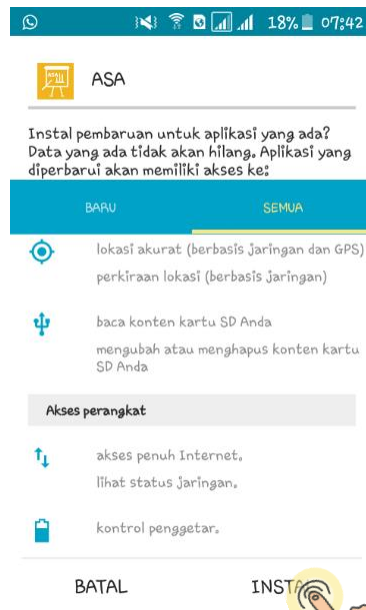 18% 07:42
ASA
Instal pembaruan untuk aplikasi yang ada?
Data yang ada tidak akan hilang. Aplikasi yang
diperbarui akan memiliki akses ke:
BARU SEMUA
lokasi akurat (berbasis jaringan dan GPS)
perkiraan lokasi (berbasis jaringan)
baca konten kartu SD Anda
mengubah atau menghapus konten kartu
SD Anda
Akses perangkat
akses penuh Internet.
lihat status jaringan.
kontrol penggetar.
BATAL